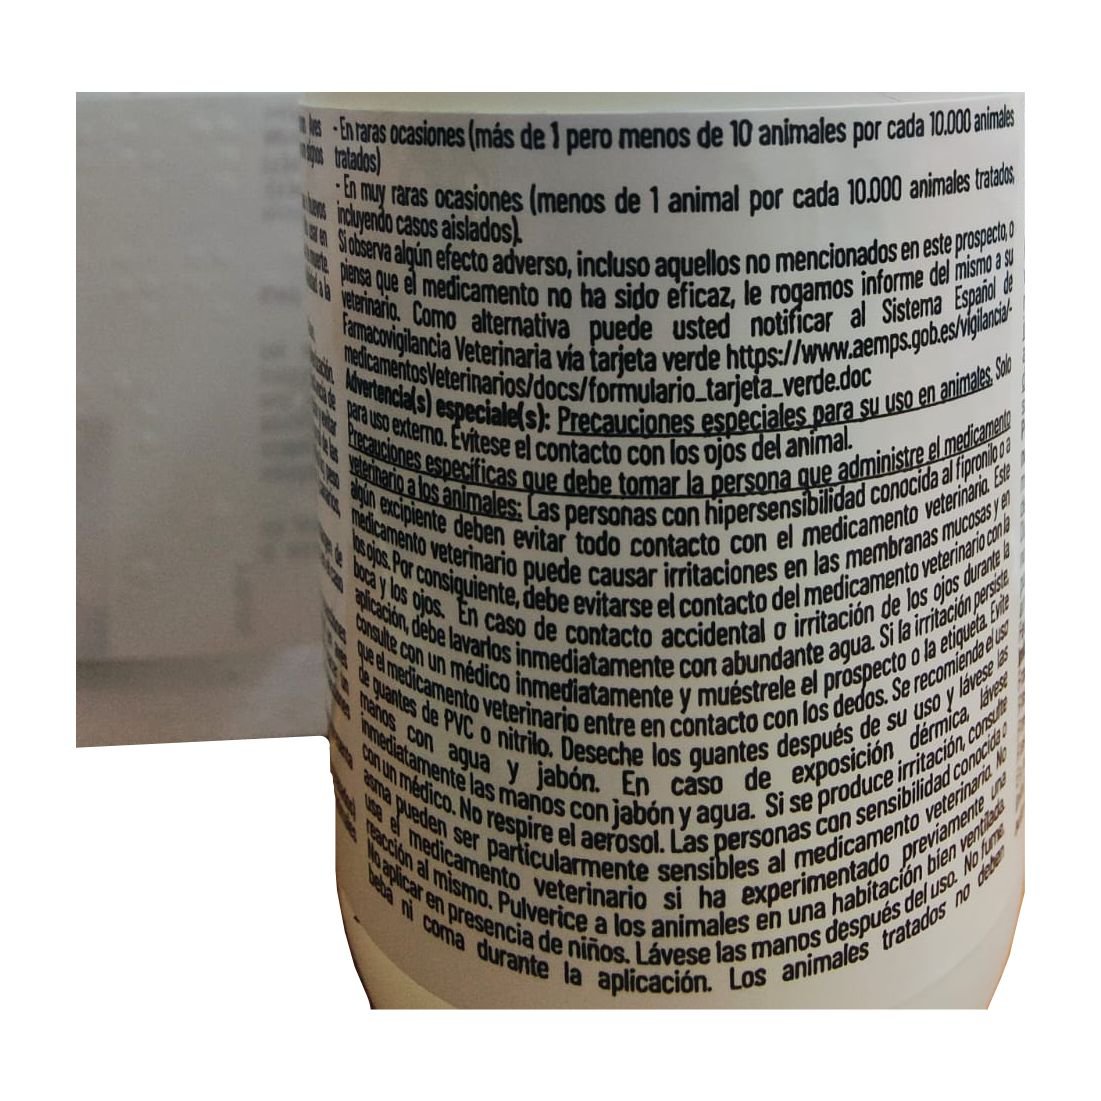 - En raras ocasiones (más de 1 pero menos de 10 animales por cada 10.000 animales
tratados)
- En muy raras ocasiones (menos de 1 animal por cada 10.000 animales tratados,
incluyendo casos aislados).
Si observa algún efecto adverso, incluso aquellos no mencionados en este prospecto, o
piensa que el medicamento no ha sido eficaz, le rogamos informe del mismo a su
veterinario. Como alternativa puede usted notificar al Sistema Español de
Farmacovigilancia Veterinaria vía tarjeta verde https://www.aemps.gob.es/vigilancia/-
medicamentosVeterinarios/docs/formulario_tarjeta_verde.doc
Advertencia(s) especiale(s): Precauciones especiales para su uso en animales. Solo
para uso externo. Evítese el contacto con los ojos del animal.
Precauciones específicas que debe tomar la persona que administre el medicamento
veterinario a los animales: Las personas con hipersensibilidad conocida al fipronilo o a
algún excipiente deben evitar todo contacto con el medicamento veterinario. Este
medicamento veterinario puede causar irritaciones en las membranas mucosas y en
los ojos. Por consiguiente, debe evitarse el contacto del medicamento veterinario con la
boca y los ojos. En caso de contacto accidental o irritación de los ojos durante la
aplicación, debe lavarlos inmediatamente con abundante agua. Si la irritación persiste,
consulte con un médico inmediatamente y muéstrele el prospecto o la etiqueta. Evite
que el medicamento veterinario entre en contacto con los dedos. Se recomienda el uso
de guantes de PVC o nitrilo. Deseche los guantes después de su uso y lávese las
manos con agua y jabón. En caso de exposición dérmica, lávese
inmediatamente las manos con jabón y agua. Si se produce irritación, consulte
con un médico. No respire el aerosol. Las personas con sensibilidad conocida o
asma pueden ser particularmente sensibles al medicamento veterinario. No
use el medicamento veterinario si ha experimentado previamente una
reacción al mismo. Pulverice a los animales en una habitación bien ventilada.
No aplicar en presencia de niños. Lávese las manos después del uso. No fume,
beba ni coma durante la aplicación. Los animales tratados no deben